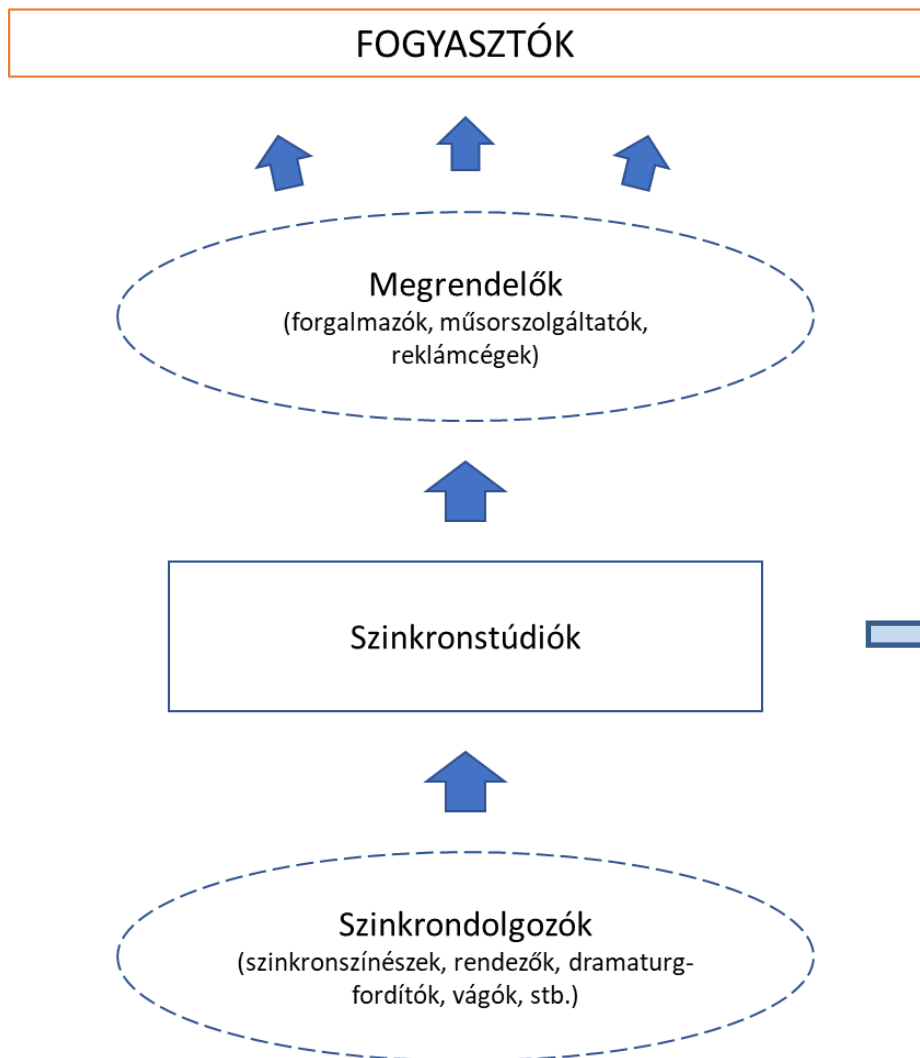 FOGYASZTÓK
Megrendelők
(forgalmazók, műsorszolgáltatók,
reklámcégek)
Szinkronstúdiók
Szinkrondolgozók
(szinkronszínészek, rendezők, dramaturg-
fordítók, vágók, stb.)